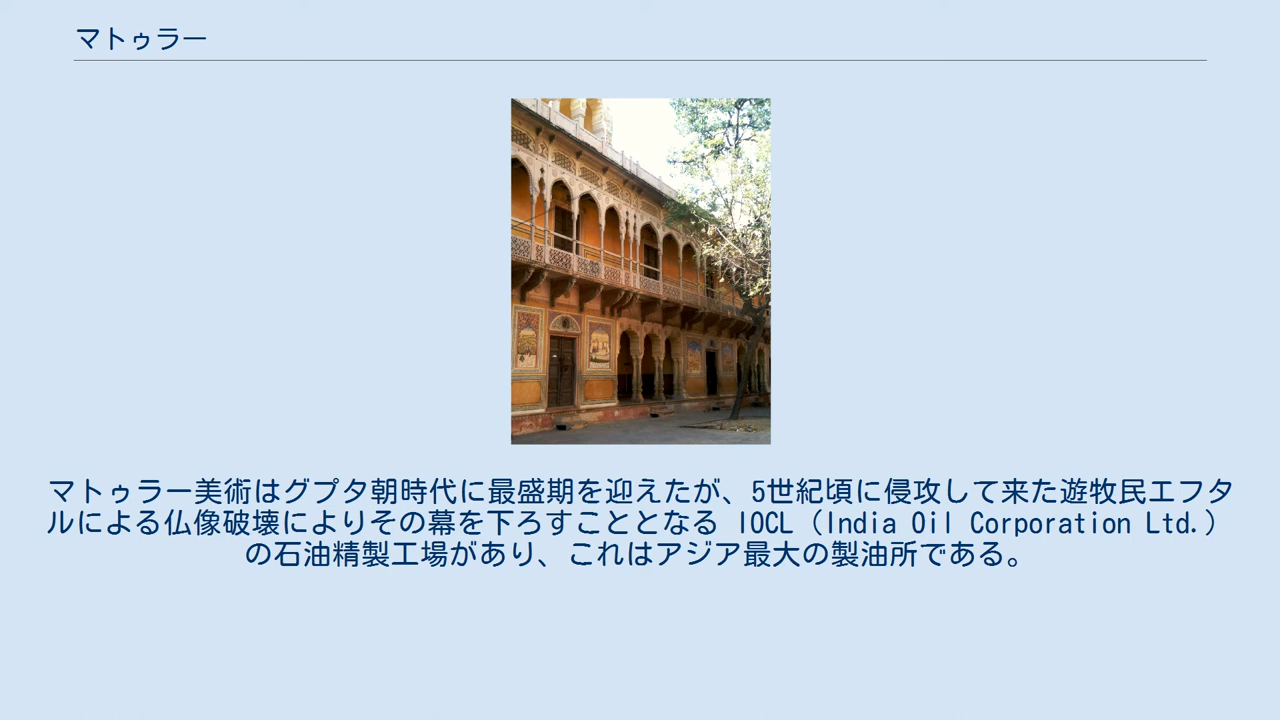 マトゥラー
マトゥラー美術はグプタ朝時代に最盛期を迎えたが、5世紀頃に侵攻して来た遊牧民エフタ
ルによる仏像破壊によりその幕を下ろすこととなる IOCL（India Oil Corporation Ltd.）
の石油精製工場があり、これはアジア最大の製油所である。